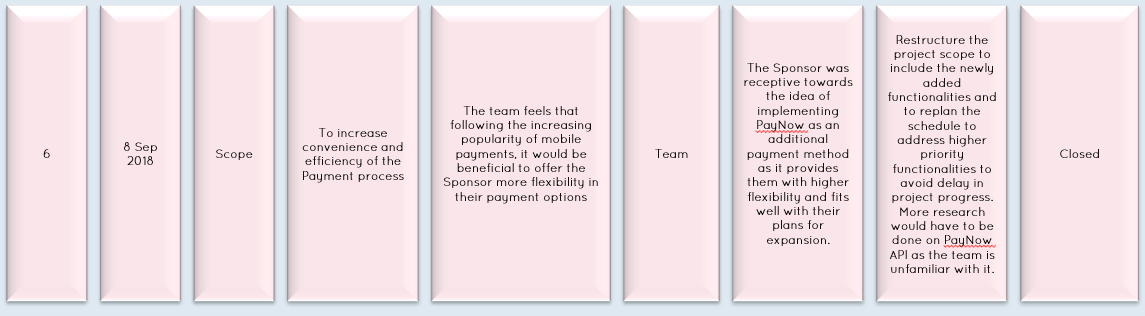 6
8 Sep
2018
Scope
To increase
convenience and
efficiency of the
Payment process
The team feels that
following the increasing
popularity of mobile
payments, it would be
beneficial to offer the
Sponsor more flexibility in
their payment options
Team
The Sponsor was
receptive towards
the idea of
implementing
PayNow as an
additional
payment method
as it provides
them with higher
flexibility and fits
well with their
plans for
expansion.
Restructure the
project scope to
include the newly
added
functionalities and
to replan the
schedule to
address higher
priority
functionalities to
avoid delay in
project progress.
More research
would have to be
done on PayNow
API as the team is
unfamiliar with it.
Closed